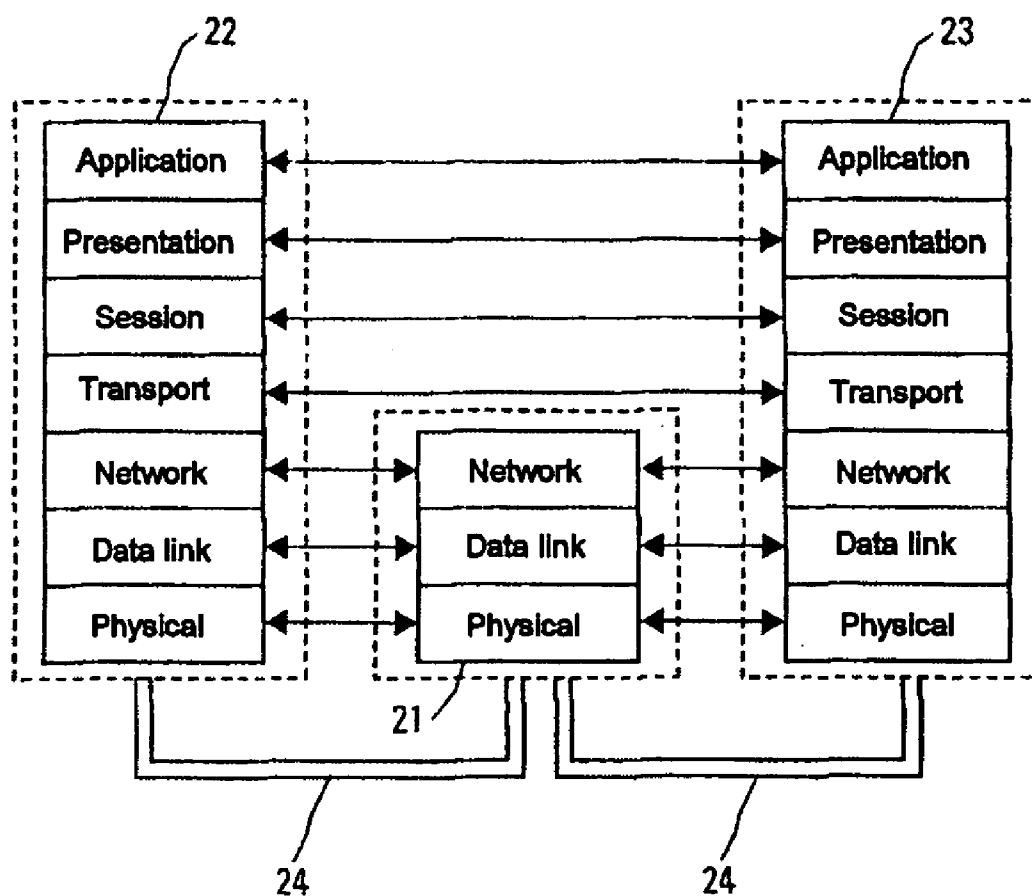 22
23
Application
Presentation
Session
Transport
Network
Data link
Physical
Network
Data link
Physical
Application
Presentation
Session
Transport
Network
Data link
Physical
21
24
24